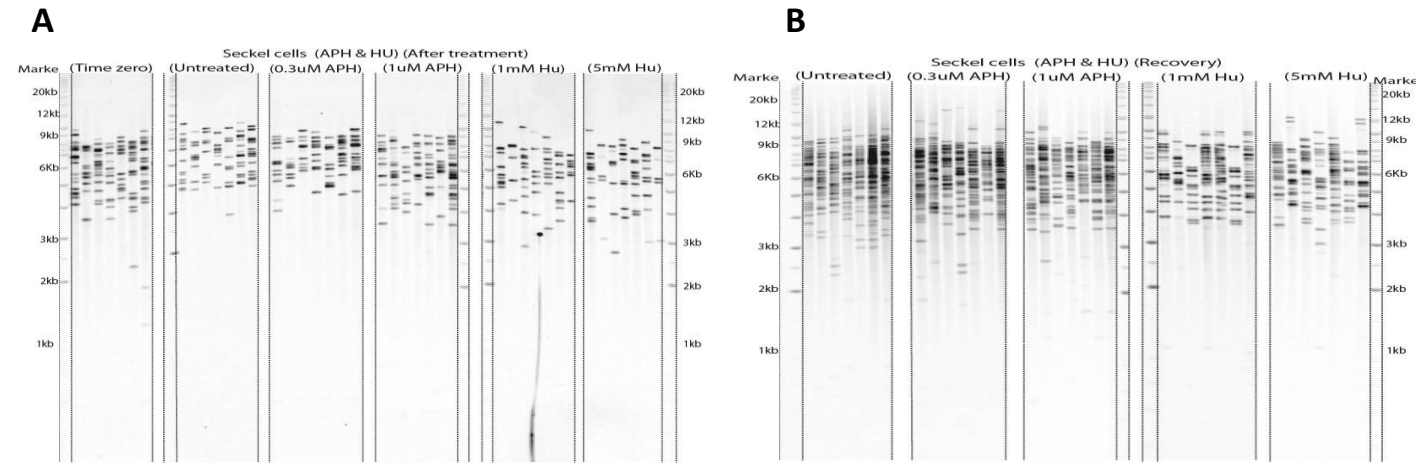 A
B
Seckel cells (APH & HU) (After treatment)
Marke (Time zero) (Untreated) (0.3uM APH) (1uM APH) (1mM Hu) (5mM Hu)
20kb 20kb
12kb 12kb
9kb 9kb
6Kb 6Kb
3kb 3kb
2kb 2kb
1kb 1kb
Seckel cells (APH & HU) (Recovery)
Marke (Untreated) (0.3uM APH) (1uM APH) (1mM Hu) (5mM Hu) Marke
20kb 20kb
12kb 12kb
9kb 9kb
6Kb 6Kb
3kb 3kb
2kb 2kb
1kb 1kb